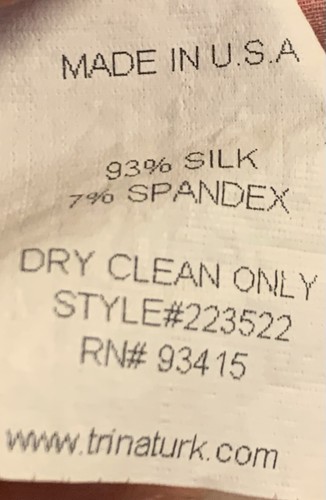 MADE IN U.S.A
93% SILK
7% SPANDEX
DRY CLEAN ONLY
STYLE#223522
RN# 93415
www.trinaturk.com